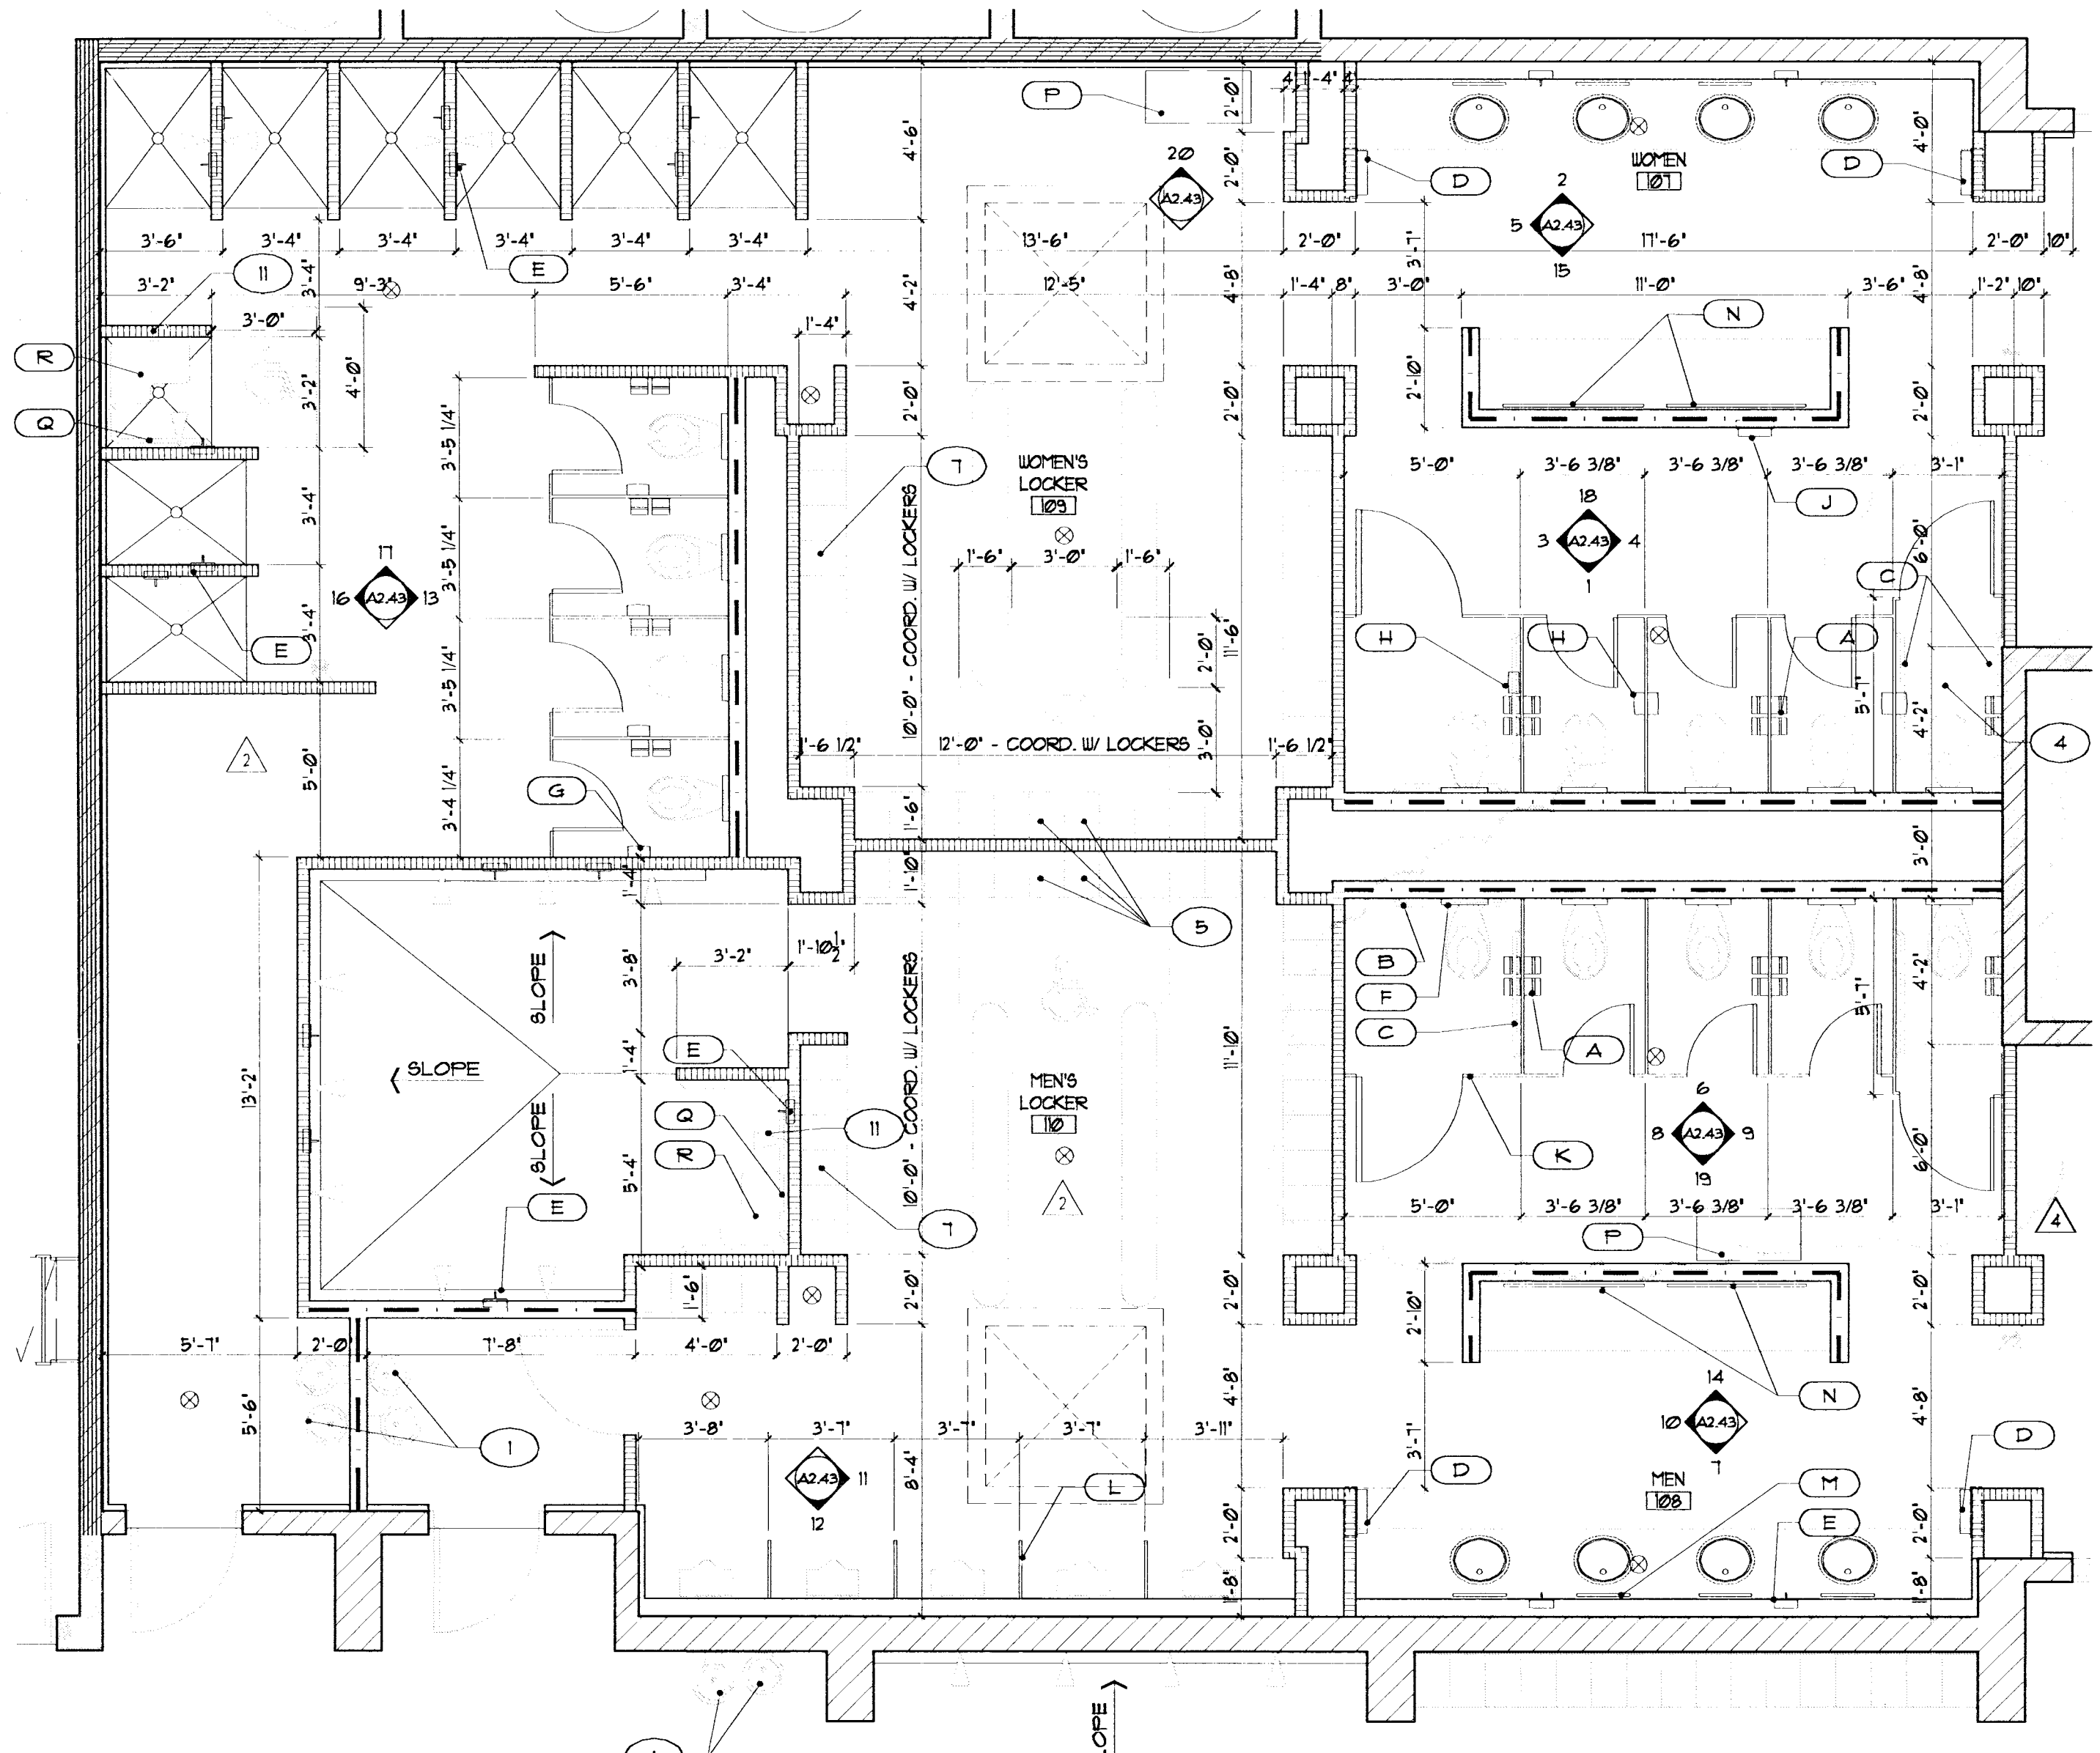 P
4" 1'-4" 4"
2'-0"
4'-6"
4'-0"
20
A2.43
2'-0"
D
WOMEN
107
D
2
5 A2.43
15
3'-6"
3'-4"
3'-4"
3'-4"
3'-4"
3'-4"
13'-6"
2'-0"
17'-6"
2'-0"
10"
11
E
3'-4"
3'-7"
3'-2"
9'-3"
5'-6"
3'-4"
4'-2"
12'-5"
4'-8"
1'-4"
8"
3'-0"
11'-0"
3'-6"
4'-8"
1'-2"
10"
3'-0"
1'-4"
N
R
3'-2"
4'-0"
2'-0"
2'-0"
2'-10"
2'-0"
Q
3'-5 1/4"
7
WOMEN'S
LOCKER
109
5'-0"
3'-6 3/8"
3'-6 3/8"
3'-6 3/8"
3'-1"
3'-4"
18
3 A2.43 4
1
J
6'-0"
17
16 A2.43 13
3'-5 1/4"
10'-0" - COORD. W/ LOCKERS
1'-6"
3'-0"
1'-6"
C
E
3'-4"
3'-5 1/4"
2'-0"
11'-6"
H
H
A
5'-7"
4'-2"
4
2
5'-0"
1'-6 1/2"
12'-0" - COORD. W/ LOCKERS
3'-0"
1'-6 1/2"
G
3'-4 1/4"
1'-6"
1'-10"
3'-0"
1'-4"
5
SLOPE
3'-8"
3'-2"
1'-10 1/2"
B
F
C
A
4'-2"
5'-7"
SLOPE
E
1'-4"
10'-0" - COORD. W/ LOCKERS
11'-10"
13'-2"
SLOPE
Q
R
11
MEN'S
LOCKER
110
6
8 A2.43 9
19
K
5'-4"
2
6'-0"
E
7
5'-0"
3'-6 3/8"
3'-6 3/8"
3'-6 3/8"
3'-1"
4
P
1'-6"
2'-0"
2'-0"
2'-10"
2'-0"
5'-7"
2'-0"
7'-8"
4'-0"
2'-0"
14
10 A2.43
7
N
5'-6"
1
3'-8"
3'-7"
3'-7"
3'-7"
3'-11"
4'-8"
3'-7"
4'-8"
D
D
A2.43 11
12
8'-4"
L
MEN
108
M
E
2'-0"
2'-0"
1'-8"
1'-8"